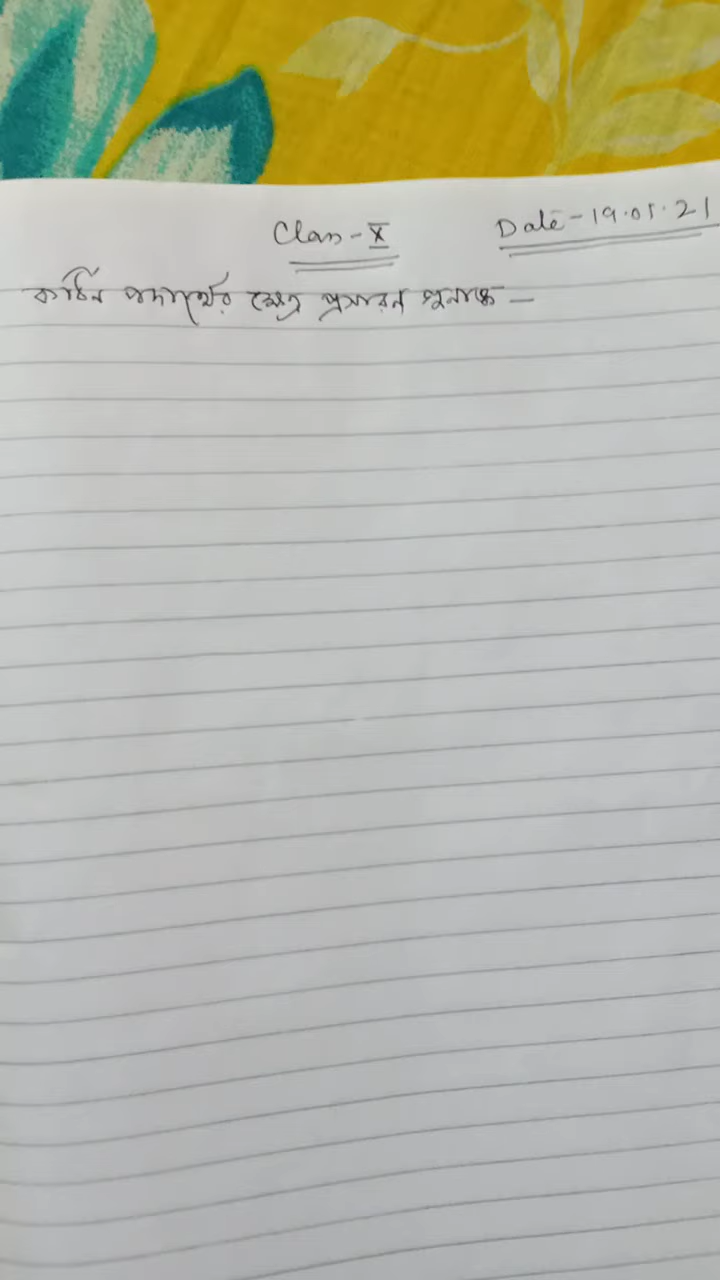 Class - X
Date - 19.01.21
কঠিন পদার্থের ক্ষেত্র প্রসারণ গুনাঙ্ক —